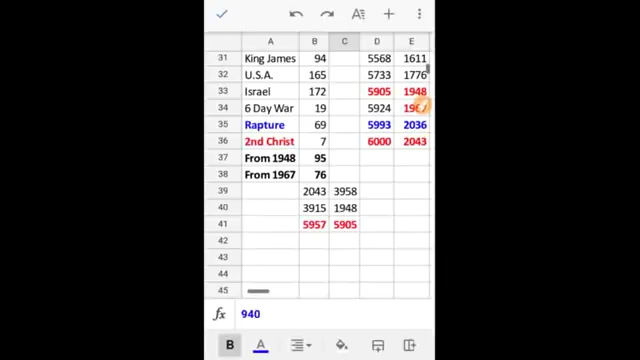 A B C D E
31 King James 94 5568 1611
32 U.S.A. 165 5733 1776
33 Israel 172 5905 1948
34 6 Day War 19 5924
35 Rapture 69 5993 2036
36 2nd Christ 7 6000 2043
37 From 1948 95
38 From 1967 76
39 2043 3958
40 3915 1948
41 5957 5905
42
43
44
45
fx 940
B A